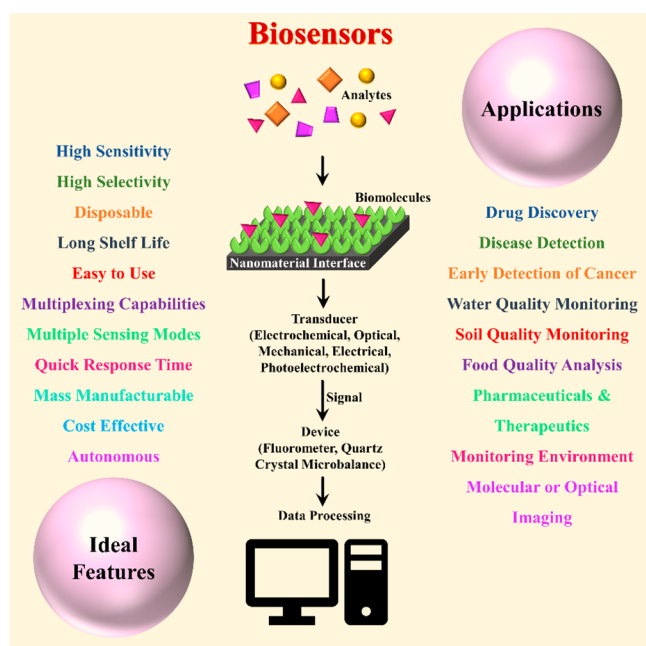 Biosensors
Analytes
Applications
High Sensitivity
High Selectivity
Disposable
Long Shelf Life
Easy to Use
Multiplexing Capabilities
Multiple Sensing Modes
Quick Response Time
Mass Manufacturable
Cost Effective
Autonomous
Ideal
Features
Biomolecules
Nanomaterial Interface
Transducer
(Electrochemical, Optical,
Mechanical, Electrical,
Photoelectrochemical)
Signal
Device
(Fluorometer, Quartz
Crystal Microbalance)
Data Processing
Drug Discovery
Disease Detection
Early Detection of Cancer
Water Quality Monitoring
Soil Quality Monitoring
Food Quality Analysis
Pharmaceuticals &
Therapeutics
Monitoring Environment
Molecular or Optical
Imaging